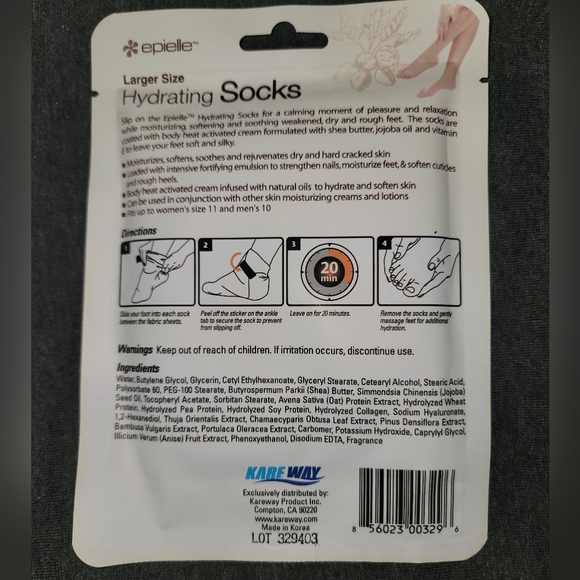 epielle™
Larger Size
Hydrating Socks
Slip on the Epielle™ Hydrating Socks for a calming moment of pleasure and relaxation
while moisturizing, softening and soothing weakened, dry and rough feet. The socks are
coated with body heat activated cream formulated with shea butter, jojoba oil and vitamin
E to leave your feet soft and silky.
▪ Moisturizes, softens, soothes and rejuvenates dry and hard cracked skin
▪ Loaded with intensive fortifying emulsion to strengthen nails, moisturize feet, & soften cuticles
and rough heels.
▪ Body heat activated cream infused with natural oils to hydrate and soften skin
▪ Can be used in conjunction with other skin moisturizing creams and lotions
▪ Fits up to women's size 11 and men's 10
Directions
1
2
3
4
20
min
Slide your foot into each sock
between the fabric sheets.
Peel off the sticker on the ankle
tab to secure the sock to prevent
from slipping off.
Leave on for 20 minutes.
Remove the socks and gently
massage feet for additional
hydration.
Warnings Keep out of reach of children. If irritation occurs, discontinue use.
Ingredients
Water, Butylene Glycol, Glycerin, Cetyl Ethylhexanoate, Glyceryl Stearate, Cetearyl Alcohol, Stearic Acid,
Polysorbate 60, PEG-100 Stearate, Butyrospermum Parkii (Shea) Butter, Simmondsia Chinensis (Jojoba)
Seed Oil, Tocopheryl Acetate, Sorbitan Stearate, Avena Sativa (Oat) Protein Extract, Hydrolyzed Wheat
Protein, Hydrolyzed Pea Protein, Hydrolyzed Soy Protein, Hydrolyzed Collagen, Sodium Hyaluronate,
1,2-Hexanediol, Thuja Orientalis Extract, Chamaecyparis Obtusa Leaf Extract, Pinus Densiflora Extract,
Bambusa Vulgaris Extract, Portulaca Oleracea Extract, Carbomer, Potassium Hydroxide, Caprylyl Glycol,
Illicium Verum (Anise) Fruit Extract, Phenoxyethanol, Disodium EDTA, Fragrance
KAREWAY
Exclusively distributed by:
Kareway Product Inc.
Compton, CA 90220
www.kareway.com
Made in Korea
LOT 329403
8 56023 00329 6